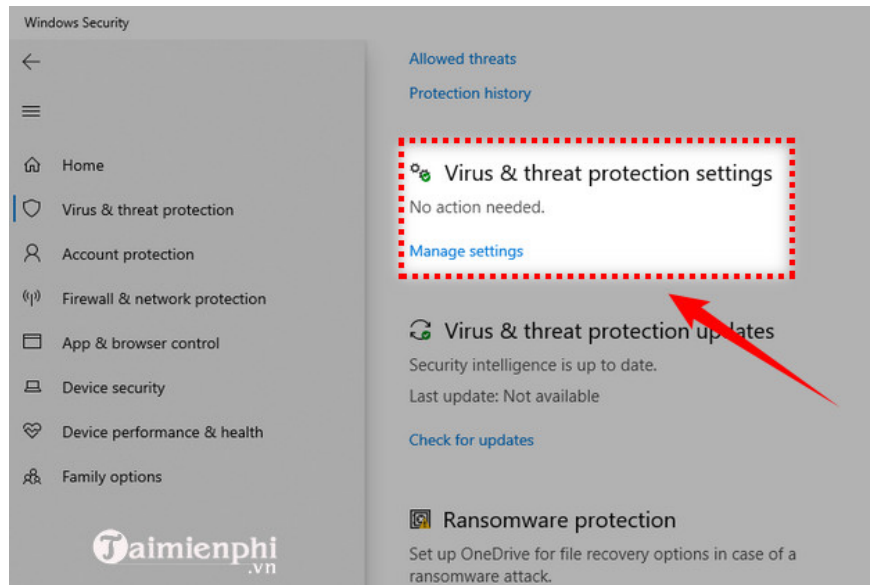 Windows Security
Home
Virus & threat protection
Account protection
Firewall & network protection
App & browser control
Device security
Device performance & health
Family options
Allowed threats
Protection history
Virus & threat protection settings
No action needed.
Manage settings
Virus & threat protection updates
Security intelligence is up to date.
Last update: Not available
Check for updates
Ransomware protection
Set up OneDrive for file recovery options in case of a
ransomware attack.
Taimienphi
.vn